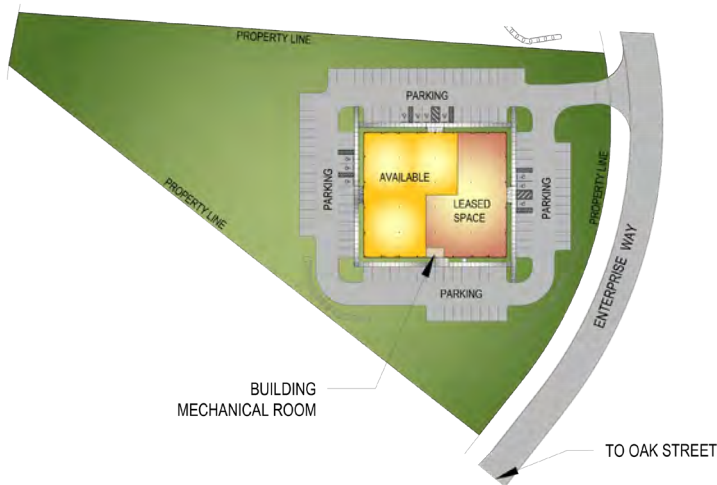 PROPERTY LINE
PARKING
AVAILABLE
LEASED
SPACE
PARKING
PARKING
PROPERTY LINE
PROPERTY LINE
ENTERPRISE WAY
PARKING
BUILDING
MECHANICAL ROOM
TO OAK STREET